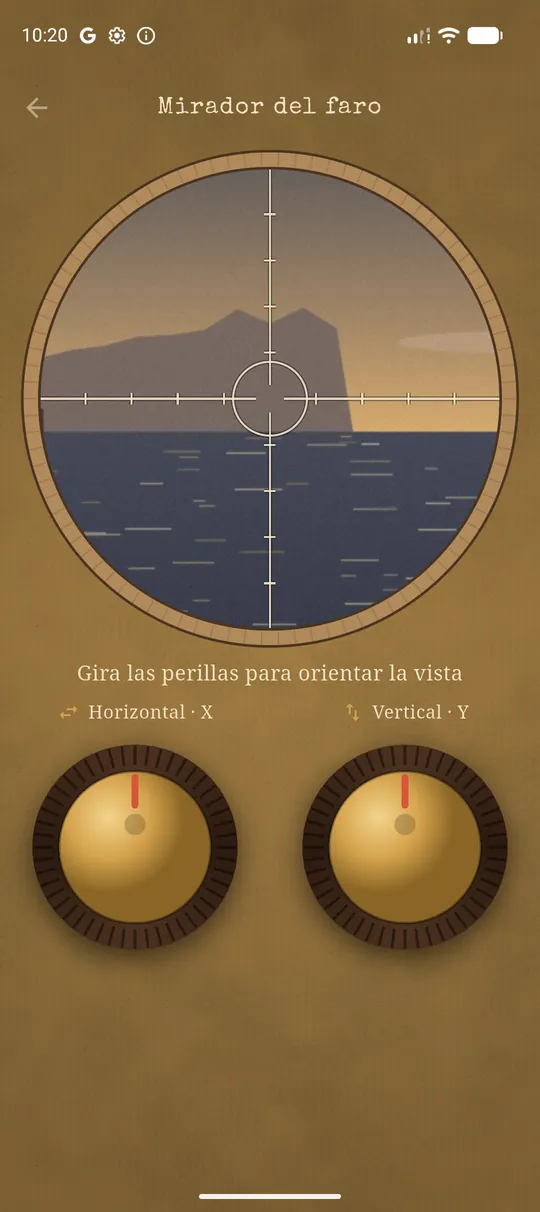 10:20
Mirador del faro
Gira las perillas para orientar la vista
Horizontal · X
Vertical · Y